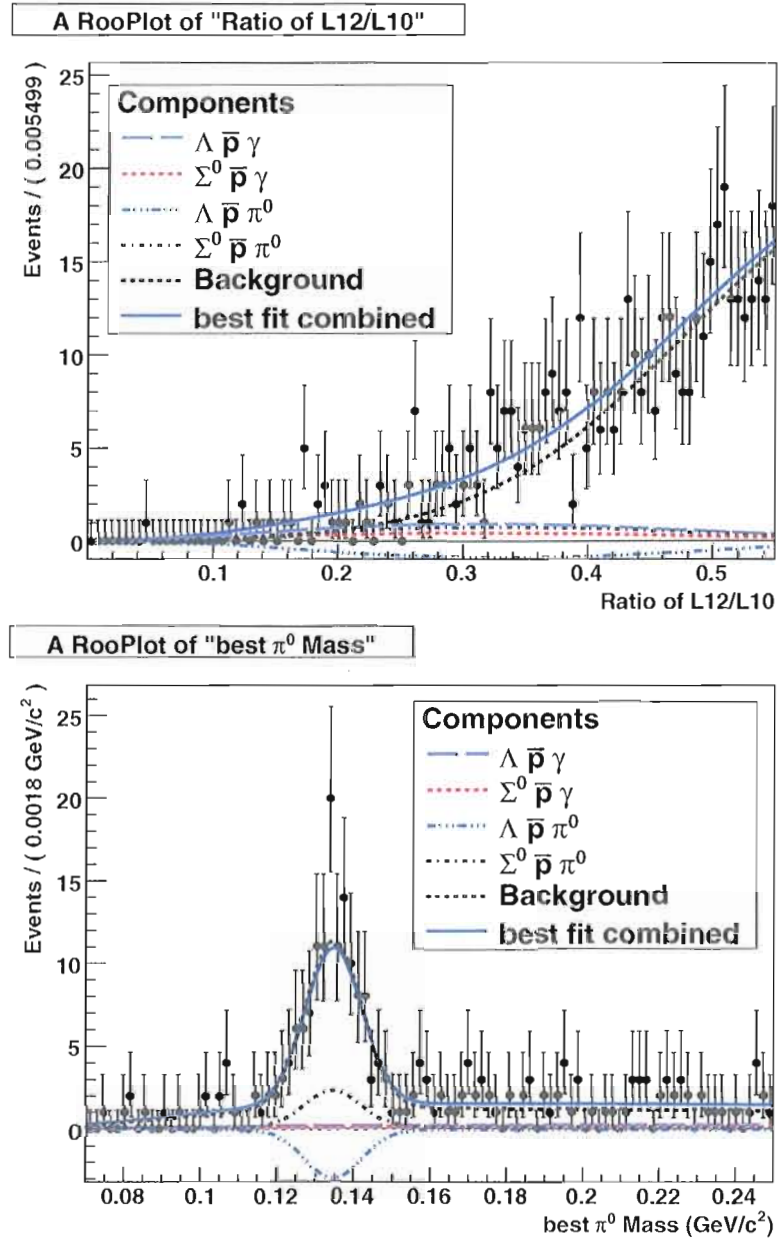 A RooPlot of "Ratio of L12/L10"
Events / ( 0.005499 )
25
20
15
10
5
0
Components
Λ p̅ γ
Σ⁰ p̅ γ
Λ p̅ π⁰
Σ⁰ p̅ π⁰
Background
best fit combined
0.1 0.2 0.3 0.4 0.5
Ratio of L12/L10
A RooPlot of "best π⁰ Mass"
Events / ( 0.0018 GeV/c² )
25
20
15
10
5
0
Components
Λ p̅ γ
Σ⁰ p̅ γ
Λ p̅ π⁰
Σ⁰ p̅ π⁰
Background
best fit combined
0.08 0.1 0.12 0.14 0.16 0.18 0.2 0.22 0.24
best π⁰ Mass (GeV/c²)